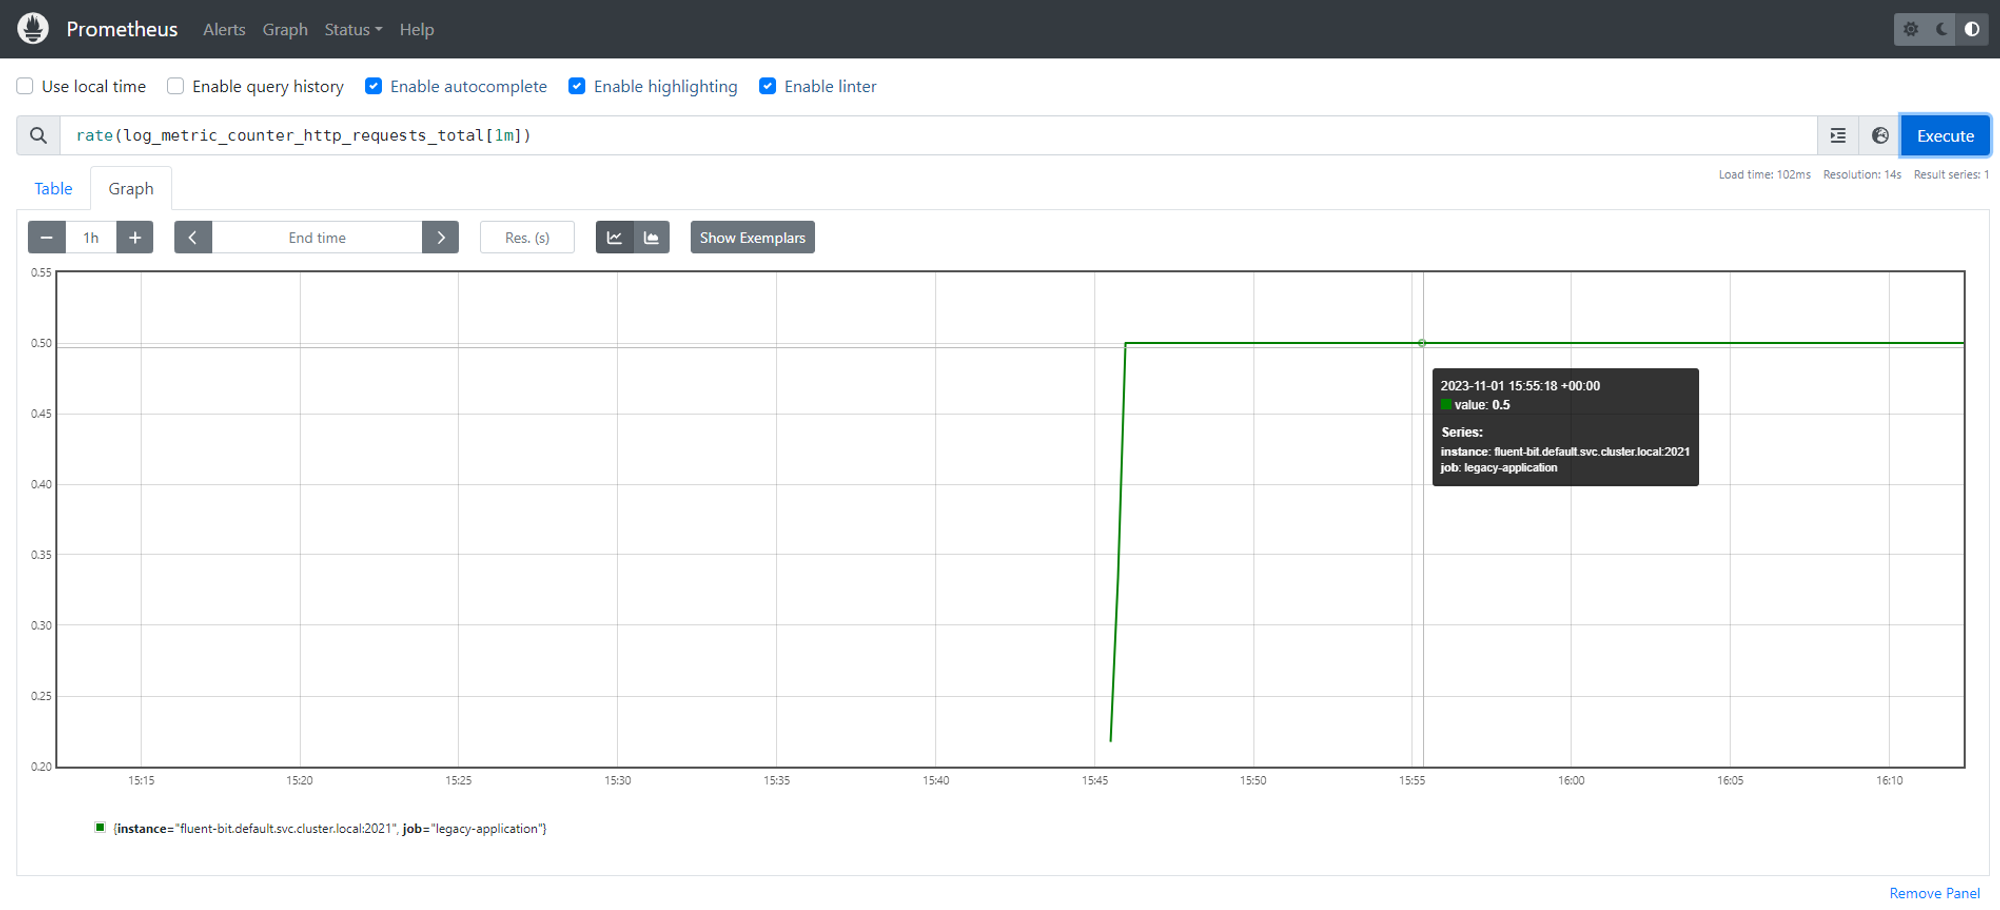 Prometheus Alerts Graph Status Help
Use local time Enable query history Enable autocomplete Enable highlighting Enable linter
rate(log_metric_counter_http_requests_total[1m]) Execute
Load time: 102ms Resolution: 14s Result series: 1
Table Graph
1h End time Res. (s) Show Exemplars
0.55
0.50
0.45
0.40
0.35
0.30
0.25
0.20
2023-11-01 15:55:18 +00:00
value: 0.5
Series:
instance: fluent-bit.default.svc.cluster.local:2021
job: legacy-application
15:15 15:20 15:25 15:30 15:35 15:40 15:45 15:50 15:55 16:00 16:05 16:10
{instance="fluent-bit.default.svc.cluster.local:2021", job="legacy-application"}
Remove Panel